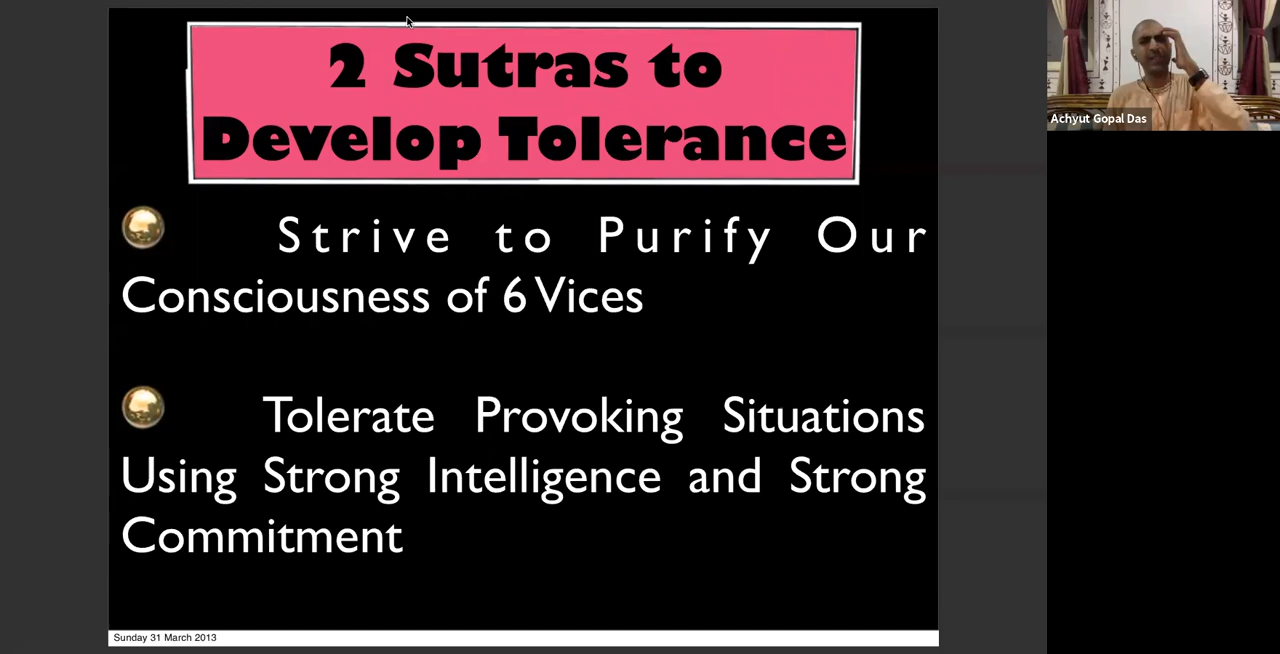 2 Sutras to
Develop Tolerance
Strive to Purify Our
Consciousness of 6 Vices
Tolerate Provoking Situations
Using Strong Intelligence and Strong
Commitment
Sunday 31 March 2013
Achyut Gopal Das